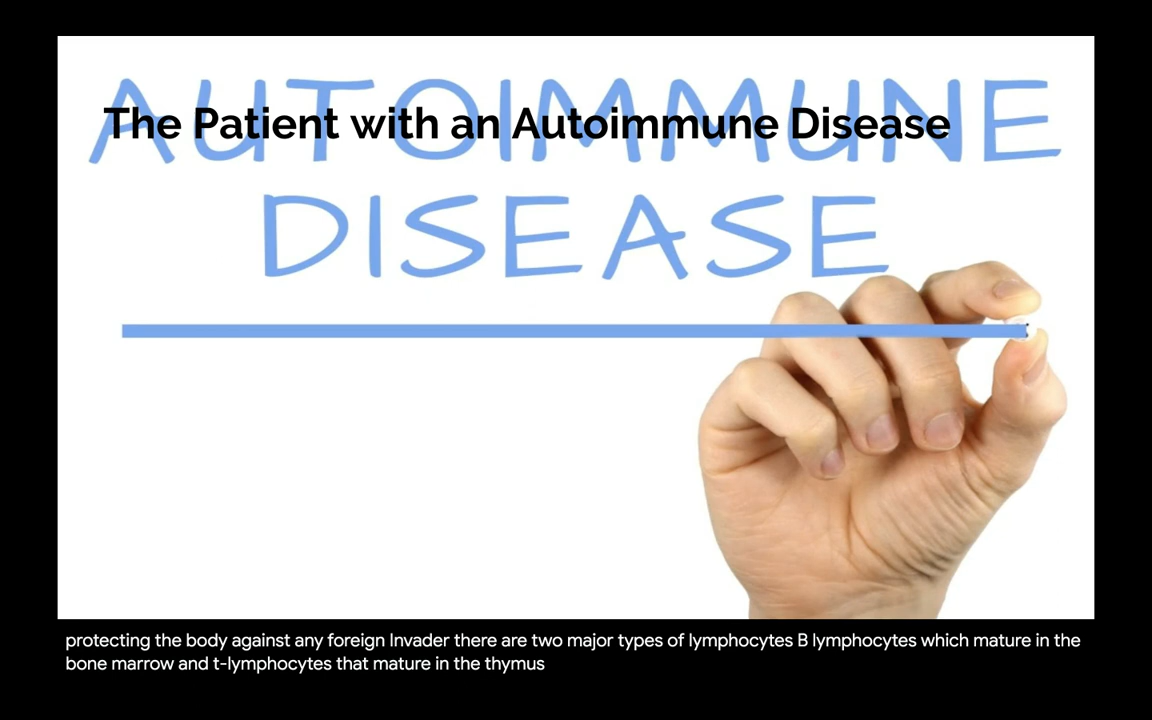 AUTOIMMUNE
The Patient with an Autoimmune Disease
DISEASE
protecting the body against any foreign Invader there are two major types of lymphocytes B lymphocytes which mature in the
bone marrow and t-lymphocytes that mature in the thymus